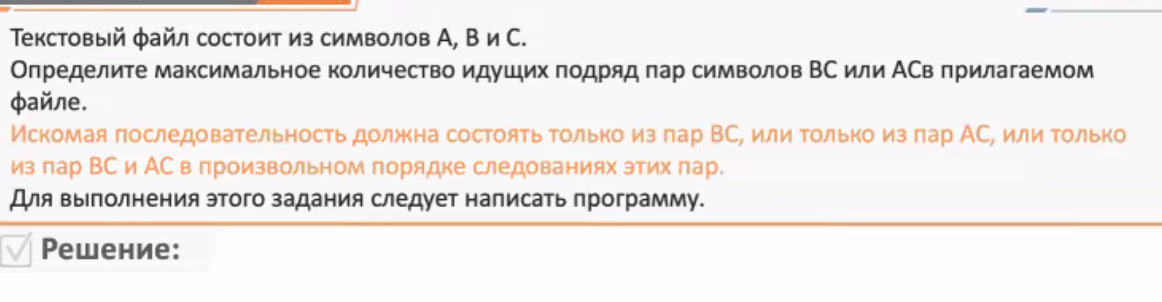 Текстовый файл состоит из символов A, B и C.
Определите максимальное количество идущих подряд пар символов BC или ACв прилагаемом
файле.
Искомая последовательность должна состоять только из пар BC, или только из пар AC, или только
из пар BC и AC в произвольном порядке следованиях этих пар.
Для выполнения этого задания следует написать программу.
Решение: